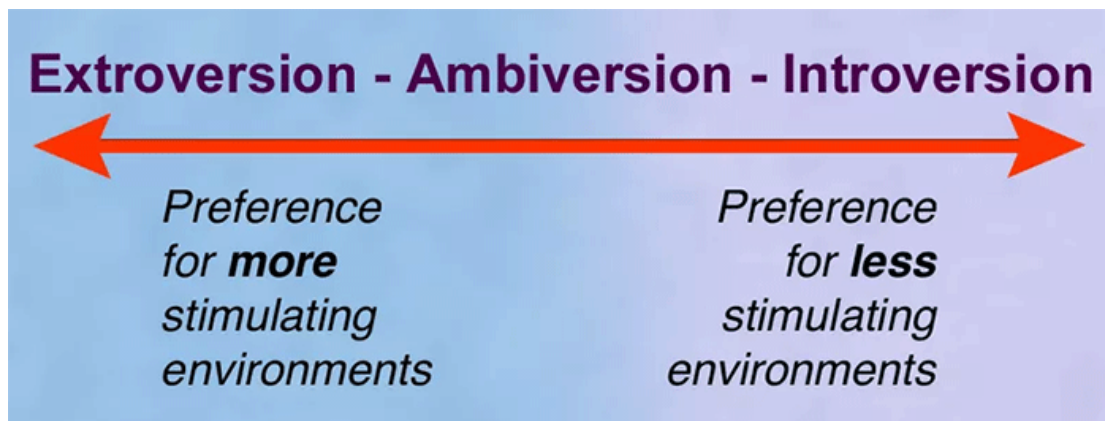 Extroversion - Ambiversion - Introversion
Preference
for more
stimulating
environments
Preference
for less
stimulating
environments